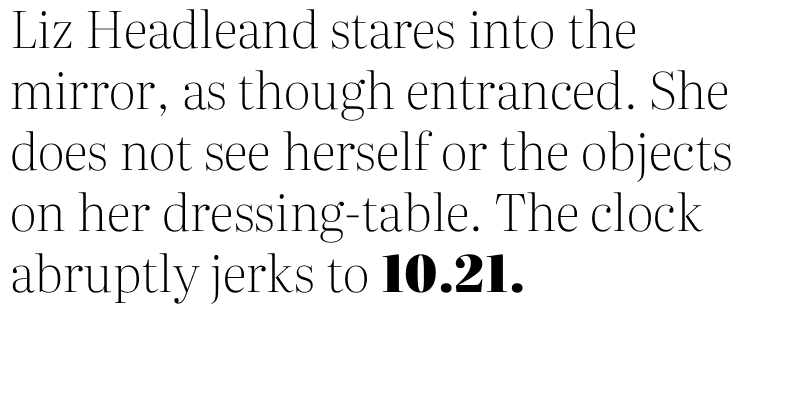 Liz Headleand stares into the
mirror, as though entranced. She
does not see herself or the objects
on her dressing-table. The clock
abruptly jerks to 10.21.